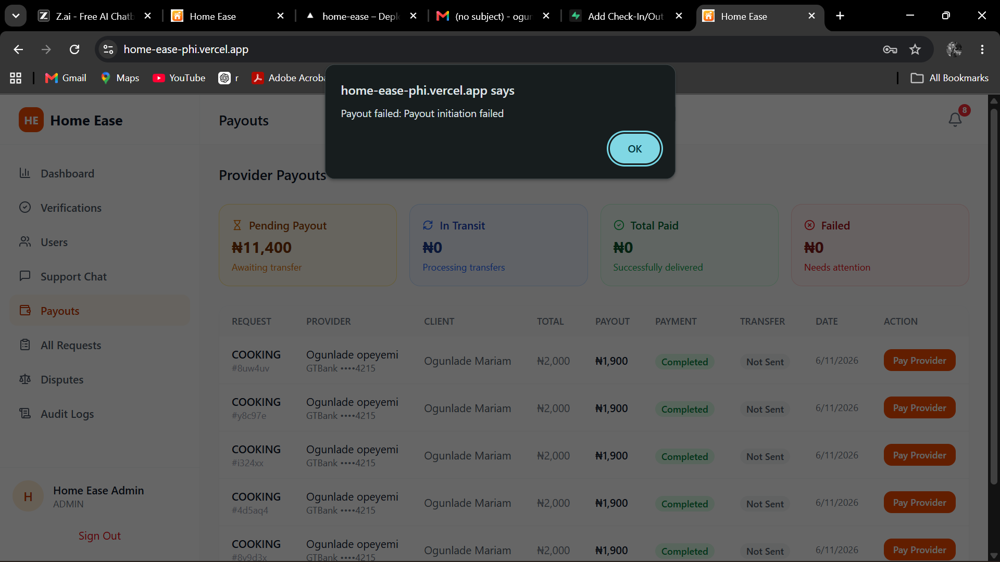 Z.ai - Free AI Chatb
Home Ease
home-ease – Depl
(no subject) - ogun
Add Check-In/Out
Home Ease
home-ease-phi.vercel.app
Gmail
Maps
YouTube
r
Adobe Acroba
All Bookmarks
home-ease-phi.vercel.app says
Payout failed: Payout initiation failed
OK
HE
Home Ease
Payouts
8
Dashboard
Verifications
Users
Support Chat
Payouts
All Requests
Disputes
Audit Logs
H
Home Ease Admin
ADMIN
Sign Out
Provider Payouts
Pending Payout
₦11,400
Awaiting transfer
In Transit
₦0
Processing transfers
Total Paid
₦0
Successfully delivered
Failed
₦0
Needs attention
REQUEST PROVIDER CLIENT TOTAL PAYOUT PAYMENT TRANSFER DATE ACTION
COOKING Ogunlade opeyemi Ogunlade Mariam ₦2,000 ₦1,900 Completed Not Sent 6/11/2026 Pay Provider
#8uw4uv GTBank ••••4215
COOKING Ogunlade opeyemi Ogunlade Mariam ₦2,000 ₦1,900 Completed Not Sent 6/11/2026 Pay Provider
#y8c97e GTBank ••••4215
COOKING Ogunlade opeyemi Ogunlade Mariam ₦2,000 ₦1,900 Completed Not Sent 6/11/2026 Pay Provider
#i324xx GTBank ••••4215
COOKING Ogunlade opeyemi Ogunlade Mariam ₦2,000 ₦1,900 Completed Not Sent 6/11/2026 Pay Provider
#4d5aq4 GTBank ••••4215
COOKING Ogunlade opeyemi Ogunlade Mariam ₦2,000 ₦1,900 Completed Not Sent 6/11/2026 Pay Provider
#8v9d3x GTBank ••••4215